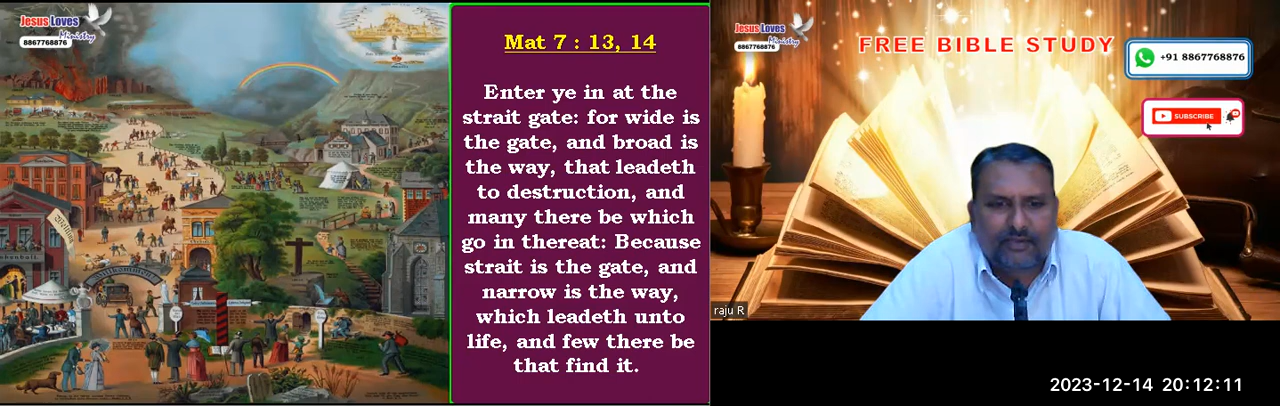 Jesus Loves
Ministry
8867768876
Willkommen
Mat 7 : 13, 14
Enter ye in at the
strait gate: for wide is
the gate, and broad is
the way, that leadeth
to destruction, and
many there be which
go in thereat: Because
strait is the gate, and
narrow is the way,
which leadeth unto
life, and few there be
that find it.
Jesus Loves
Ministry
8867768876
FREE BIBLE STUDY
+91 8867768876
SUBSCRIBE
raju R
2023-12-14 20:12:11